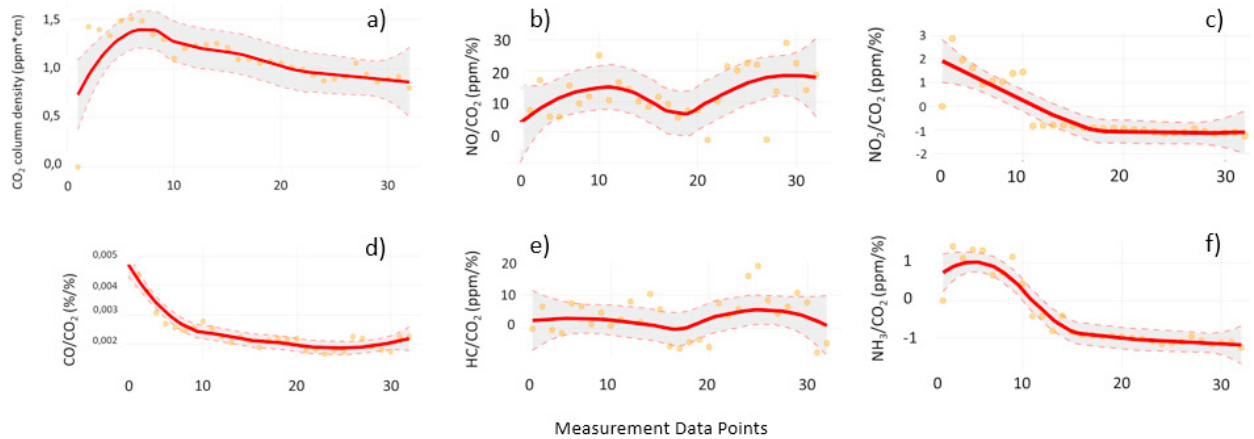 a)
CO₂ column density (ppm*cm)
1,5
1,0
0,5
0,0
0 10 20 30
b)
NO/CO₂ (ppm/%)
30
20
10
0
0 10 20 30
c)
NO₂/CO₂ (ppm/%)
3
2
1
0
-1
-2
0 10 20 30
d)
CO/CO₂ (%/%)
0,005
0,004
0,003
0,002
0 10 20 30
e)
HC/CO₂ (ppm/%)
20
10
0
0 10 20 30
f)
NH₃/CO₂ (ppm/%)
1
0
-1
0 10 20 30
Measurement Data Points